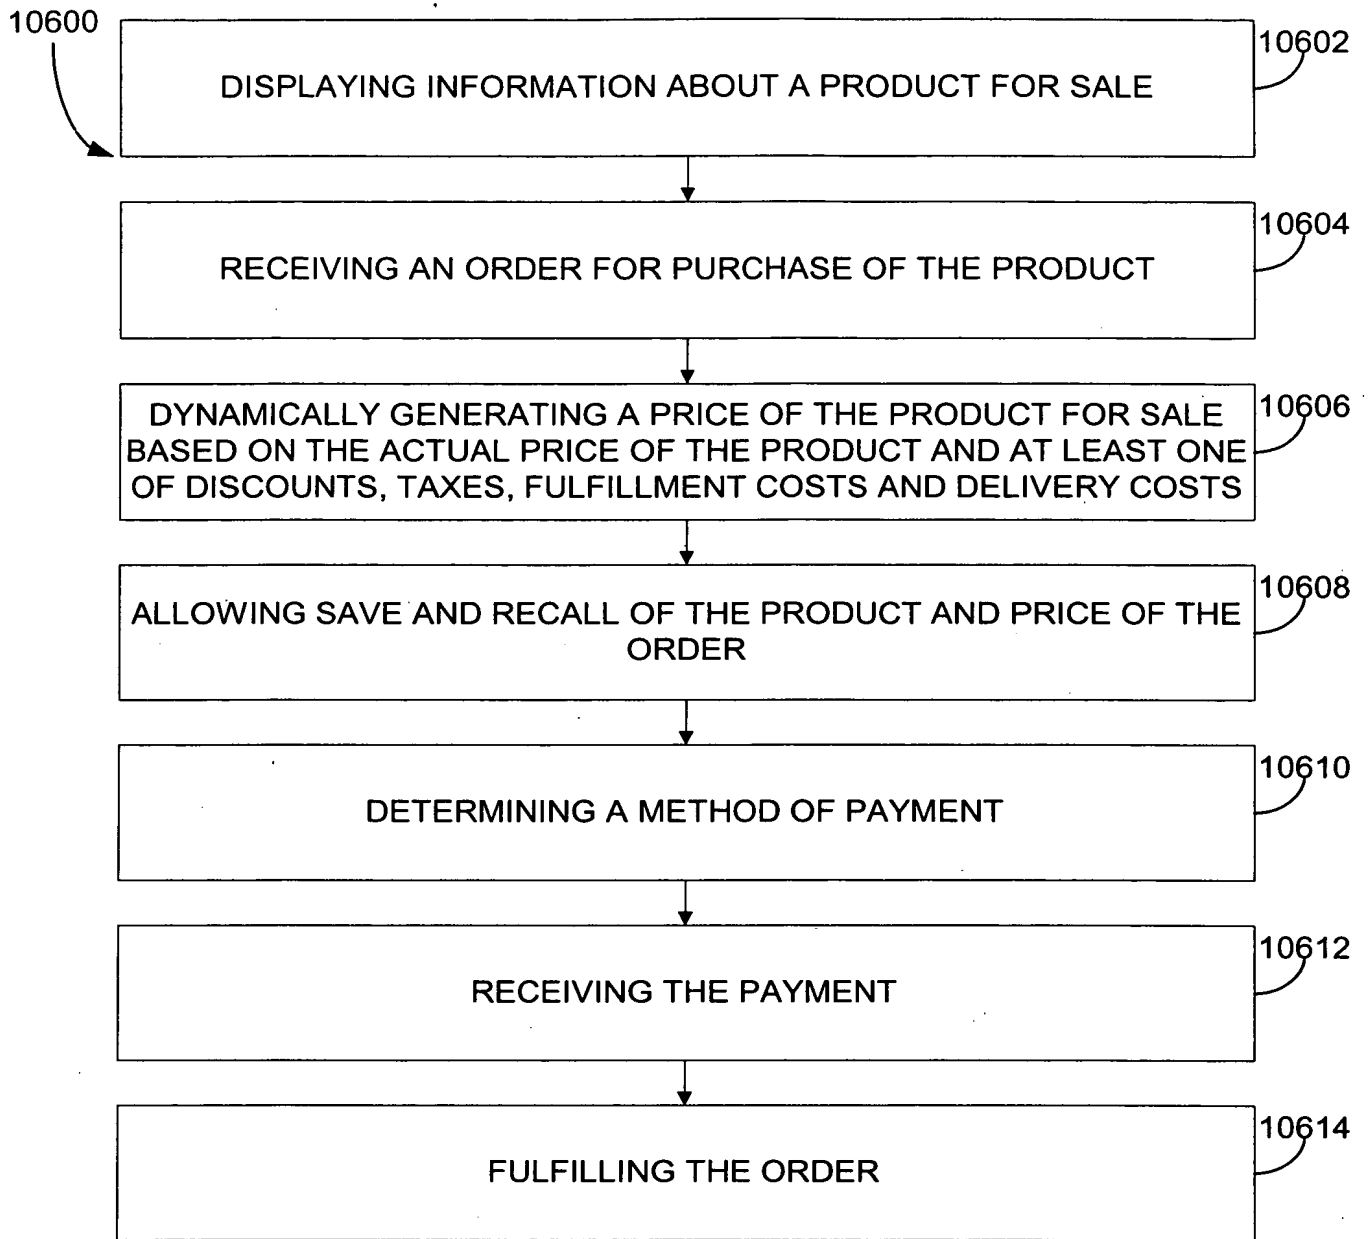 10600
10602
DISPLAYING INFORMATION ABOUT A PRODUCT FOR SALE
10604
RECEIVING AN ORDER FOR PURCHASE OF THE PRODUCT
10606
DYNAMICALLY GENERATING A PRICE OF THE PRODUCT FOR SALE
BASED ON THE ACTUAL PRICE OF THE PRODUCT AND AT LEAST ONE
OF DISCOUNTS, TAXES, FULFILLMENT COSTS AND DELIVERY COSTS
10608
ALLOWING SAVE AND RECALL OF THE PRODUCT AND PRICE OF THE
ORDER
10610
DETERMINING A METHOD OF PAYMENT
10612
RECEIVING THE PAYMENT
10614
FULFILLING THE ORDER